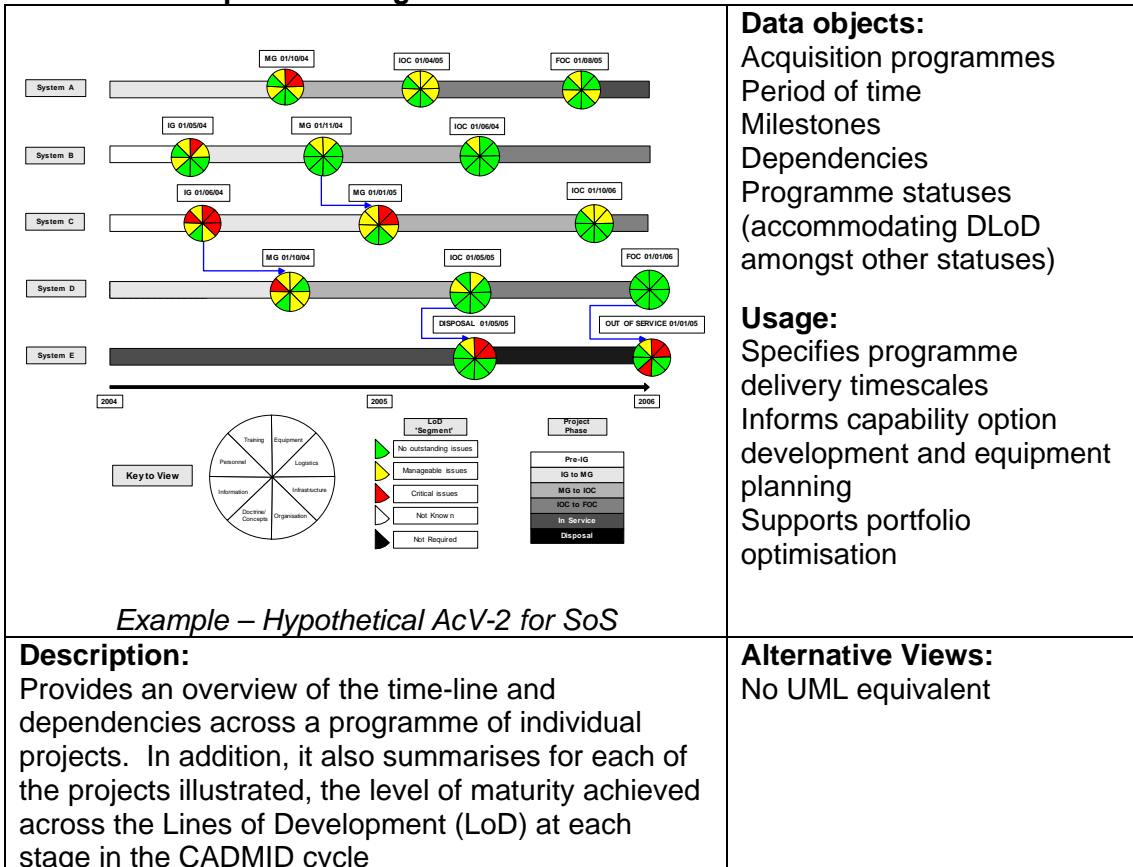 MG 01/10/04
IOC 01/04/05
FOC 01/08/05
System A
IG 01/05/04
MG 01/11/04
IOC 01/06/04
System B
IG 01/06/04
MG 01/01/05
IOC 01/10/06
System C
MG 01/10/04
IOC 01/05/05
FOC 01/01/06
System D
DISPOSAL 01/05/05
OUT OF SERVICE 01/01/05
System E
2004
2005
2006
Key to View
Training
Equipment
Personnel
Logistics
Information
Infrastructure
Doctrine/
Concepts
Organisation
LoD
'Segment'
No outstanding issues
Manageable issues
Critical issues
Not Known
Not Required
Project
Phase
Pre-IG
IG to MG
MG to IOC
IOC to FOC
In Service
Disposal
Example – Hypothetical AcV-2 for SoS
Data objects:
Acquisition programmes
Period of time
Milestones
Dependencies
Programme statuses
(accommodating DLoD
amongst other statuses)
Usage:
Specifies programme
delivery timescales
Informs capability option
development and equipment
planning
Supports portfolio
optimisation
Description:
Provides an overview of the time-line and
dependencies across a programme of individual
projects. In addition, it also summarises for each of
the projects illustrated, the level of maturity achieved
across the Lines of Development (LoD) at each
stage in the CADMID cycle
Alternative Views:
No UML equivalent